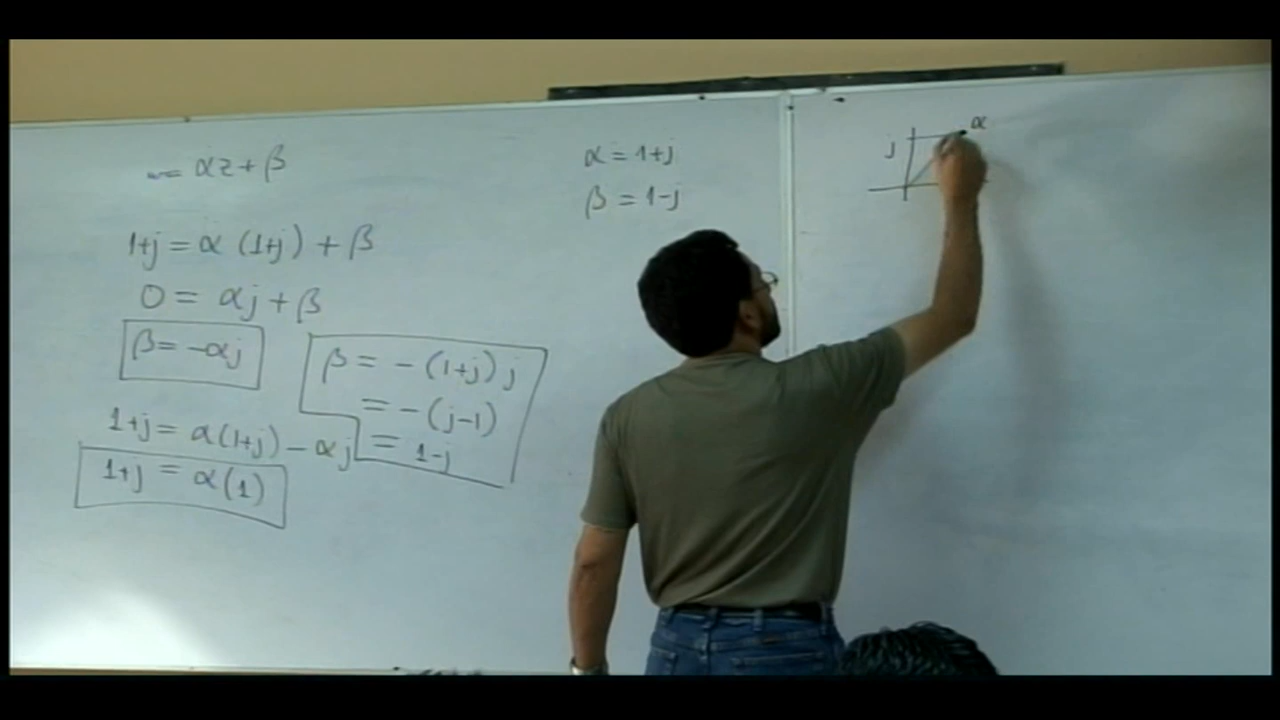 w = αz + β
1+j = α (1+j) + β
0 = αj + β
β = -αj
1+j = α(1+j) - αj
1+j = α(1)
β = -(1+j) j
= -(j-1)
= 1-j
α = 1+j
β = 1-j
j
α